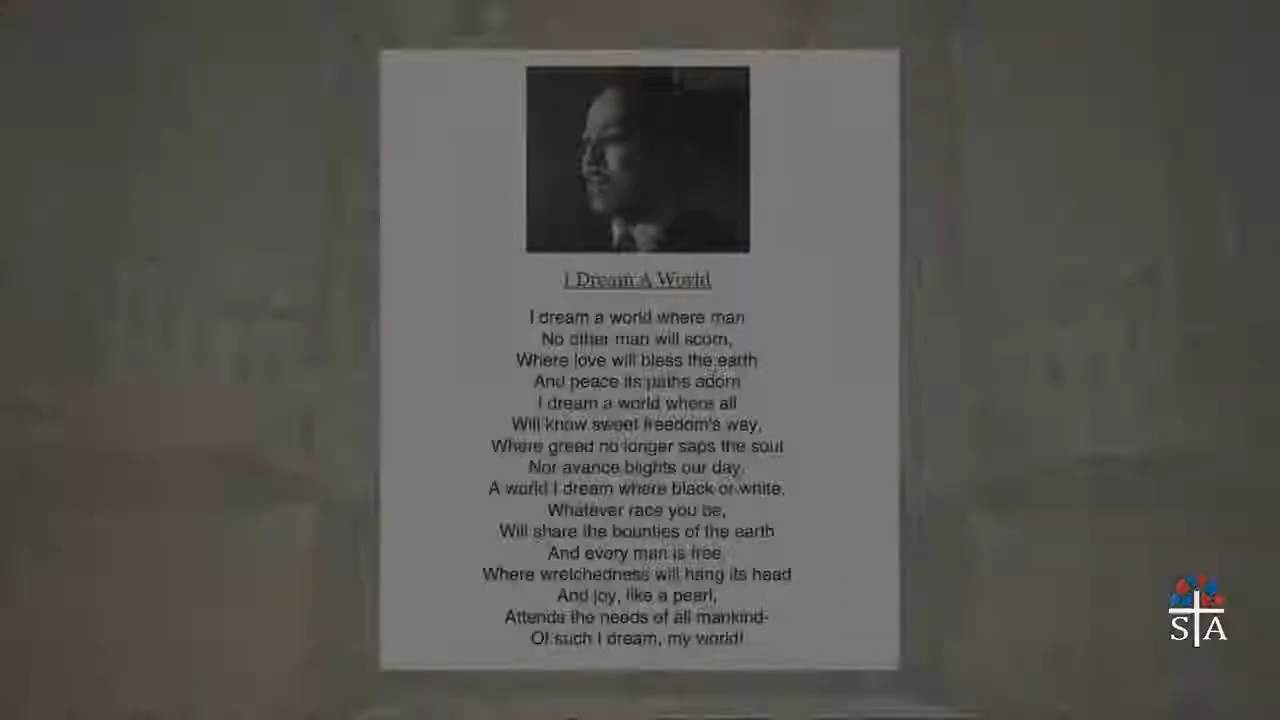 I Dream A World
I dream a world where man
No other man will scorn,
Where love will bless the earth
And peace its paths adorn
I dream a world where all
Will know sweet freedom's way,
Where greed no longer saps the soul
Nor avarice blights our day.
A world I dream where black or white,
Whatever race you be,
Will share the bounties of the earth
And every man is free
Where wretchedness will hang its head
And joy, like a pearl,
Attends the needs of all mankind-
Of such I dream, my world!
STA